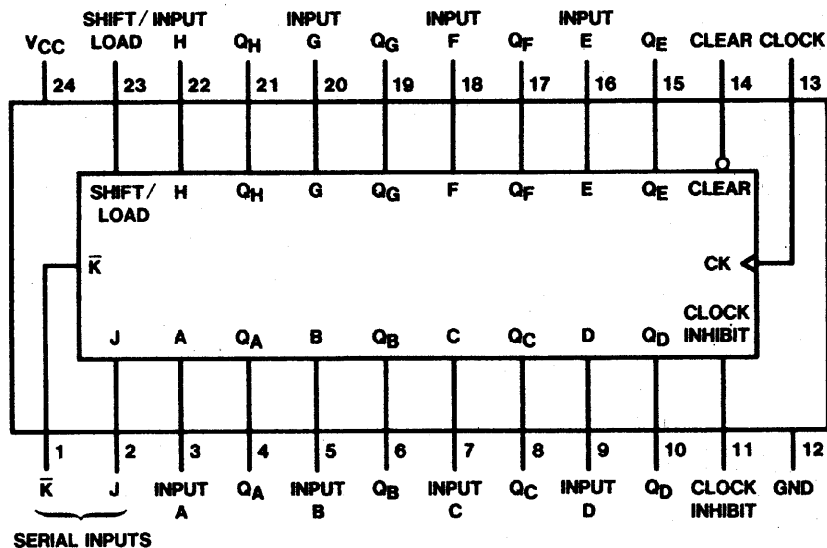 SHIFT/ INPUT INPUT INPUT INPUT
VCC LOAD H QH G QG F QF E QE CLEAR CLOCK
24 23 22 21 20 19 18 17 16 15 14 13
SHIFT/ H QH G QG F QF E QE CLEAR
LOAD
K̅ CK
CLOCK
J A QA B QB C QC D QD INHIBIT
1 2 3 4 5 6 7 8 9 10 11 12
K̅ J INPUT QA INPUT QB INPUT QC INPUT QD CLOCK GND
A B C D INHIBIT
SERIAL INPUTS